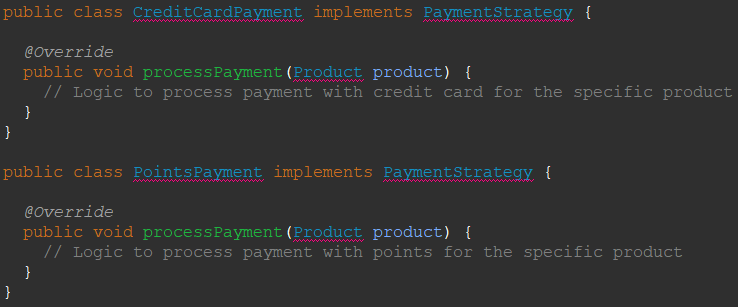 public class CreditCardPayment implements PaymentStrategy {
@Override
public void processPayment(Product product) {
// Logic to process payment with credit card for the specific product
}
}
public class PointsPayment implements PaymentStrategy {
@Override
public void processPayment(Product product) {
// Logic to process payment with points for the specific product
}
}